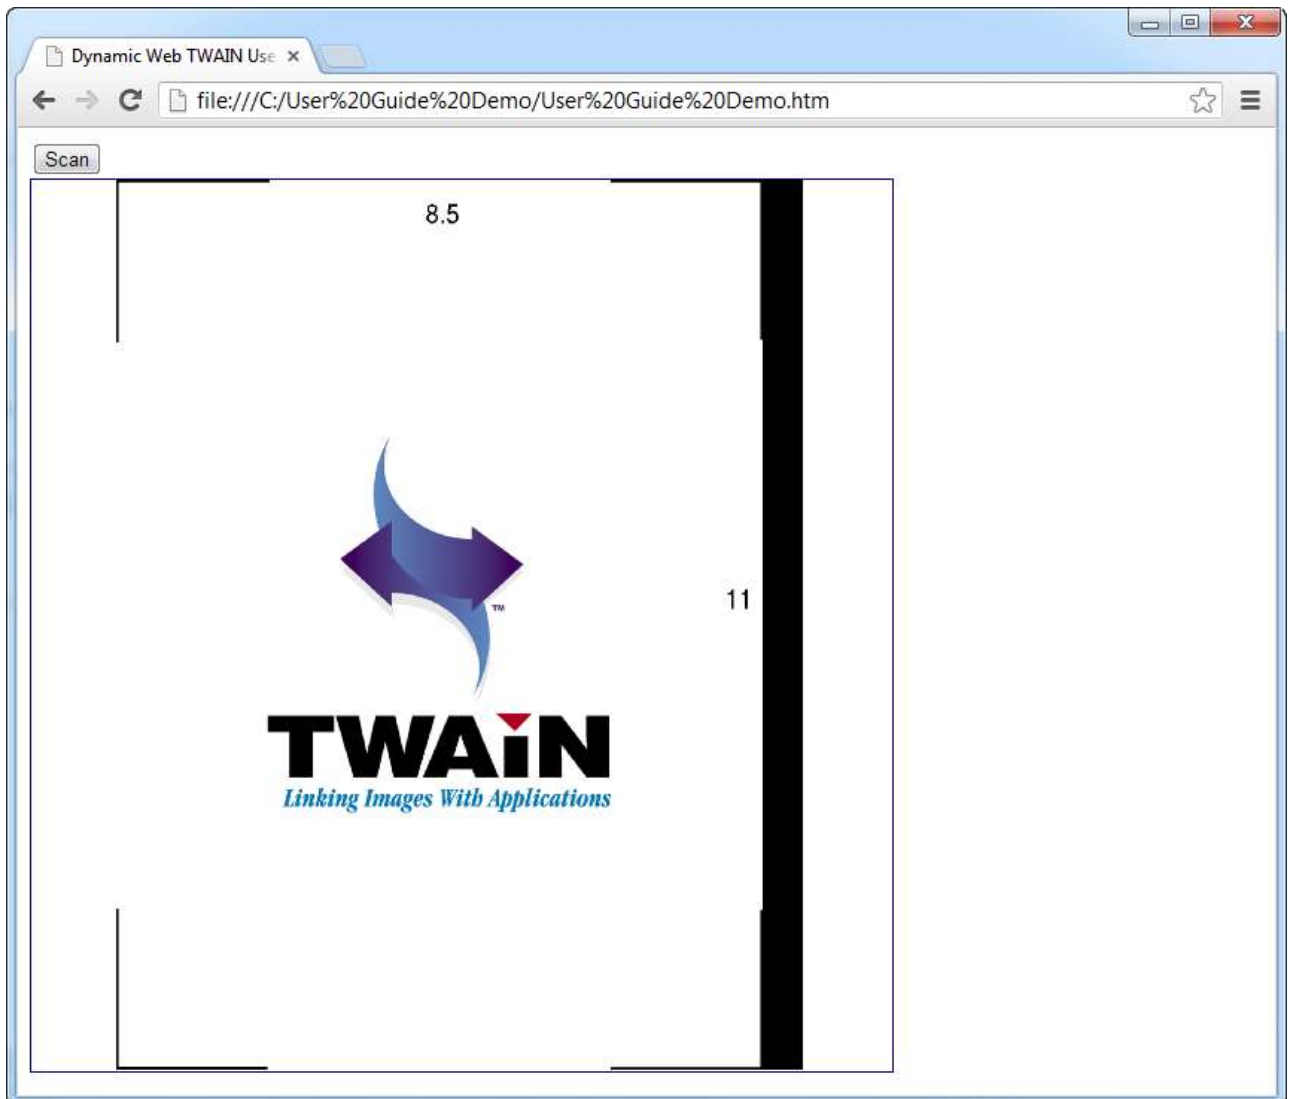 Dynamic Web TWAIN Use
file:///C:/User%20Guide%20Demo/User%20Guide%20Demo.htm
Scan
8.5
11
TM
TWAIN
Linking Images With Applications